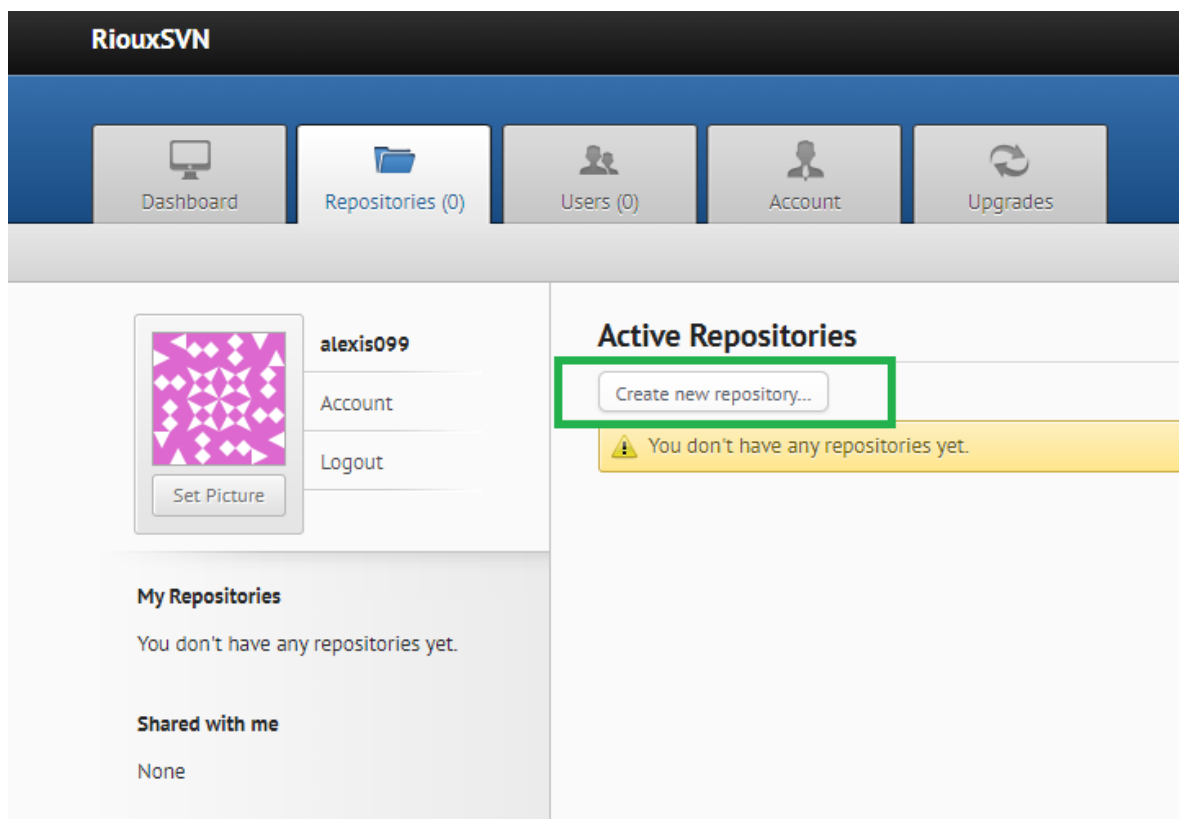 RiouxSVN
Dashboard
Repositories (0)
Users (0)
Account
Upgrades
alexis099
Account
Logout
Set Picture
My Repositories
You don't have any repositories yet.
Shared with me
None
Active Repositories
Create new repository...
You don't have any repositories yet.